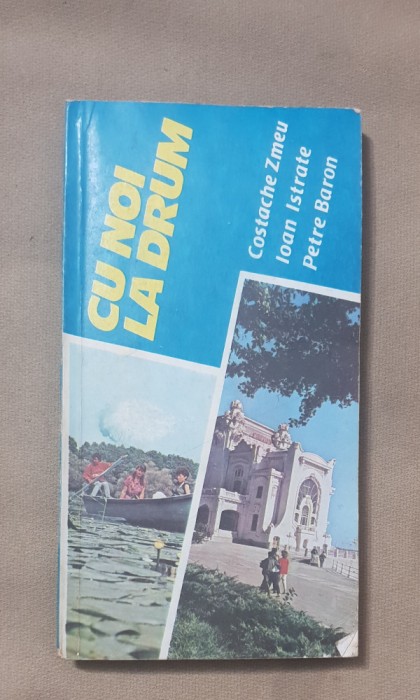 CU NOI
LA DRUM
Costache Zmeu
Ioan Istrate
Petre Baron